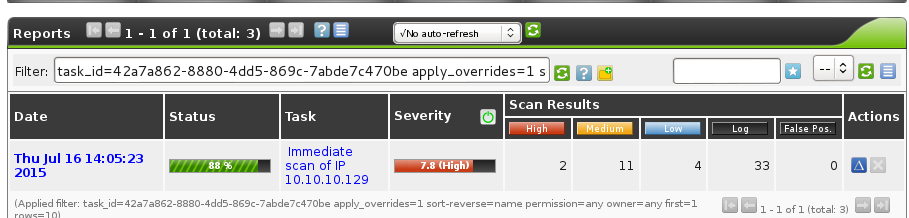 Reports 1 - 1 of 1 (total: 3) √No auto-refresh
Filter: task_id=42a7a862-8880-4dd5-869c-7abde7c470be apply_overrides=1 s --
Date Status Task Severity Scan Results Actions
High Medium Low Log False Pos.
Thu Jul 16 14:05:23 2015 88 % Immediate scan of IP 10.10.10.129 7.8 (High) 2 11 4 33 0
(Applied filter: task_id=42a7a862-8880-4dd5-869c-7abde7c470be apply_overrides=1 sort-reverse=name permission=any owner=any first=1
rows=10) 1 - 1 of 1 (total: 3)